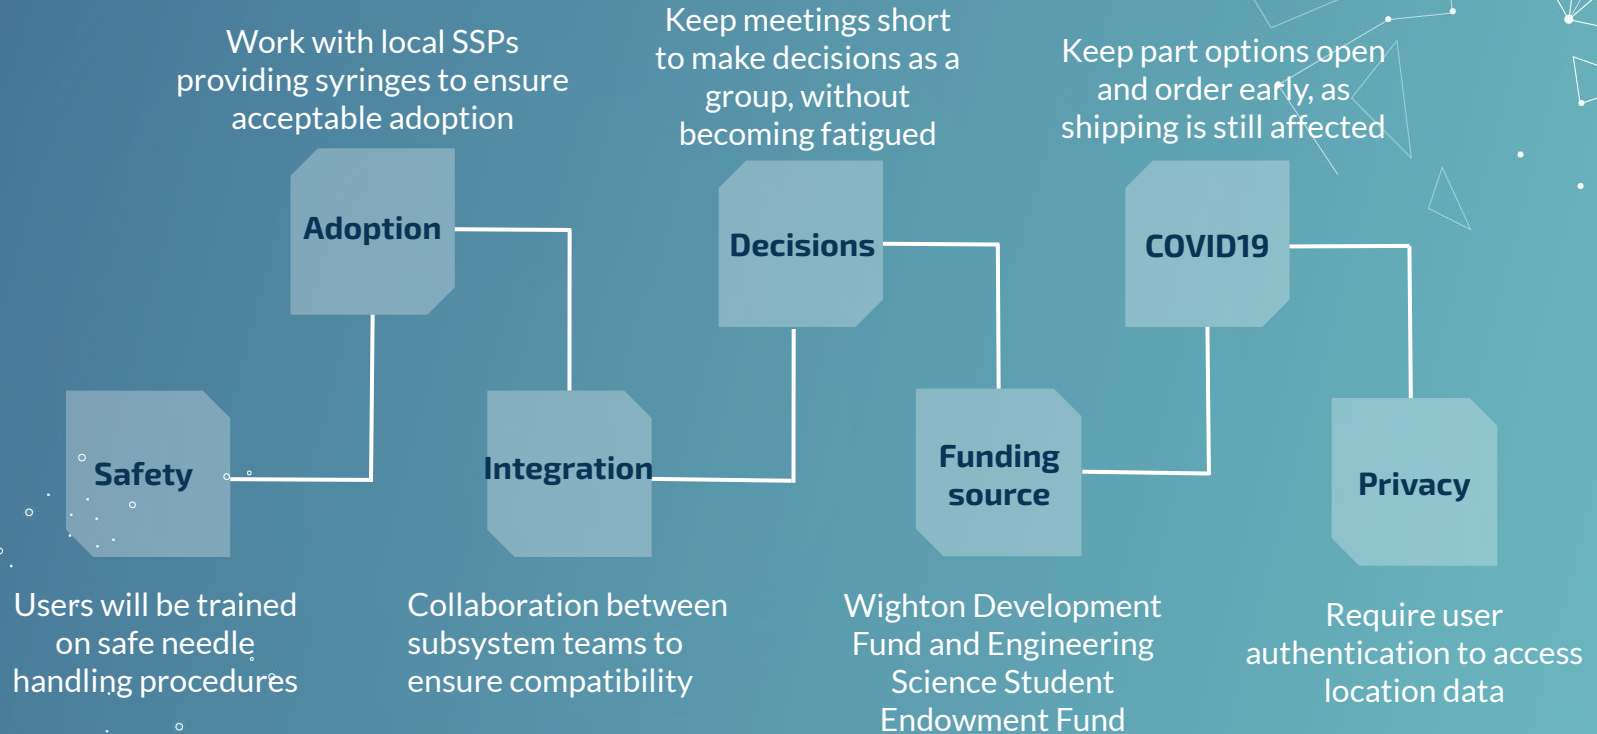 Work with local SSPs
providing syringes to ensure
acceptable adoption
Keep meetings short
to make decisions as a
group, without
becoming fatigued
Keep part options open
and order early, as
shipping is still affected
Adoption
Decisions
COVID19
Safety
Integration
Funding
source
Privacy
Users will be trained
on safe needle
handling procedures
Collaboration between
subsystem teams to
ensure compatibility
Wighton Development
Fund and Engineering
Science Student
Endowment Fund
Require user
authentication to access
location data